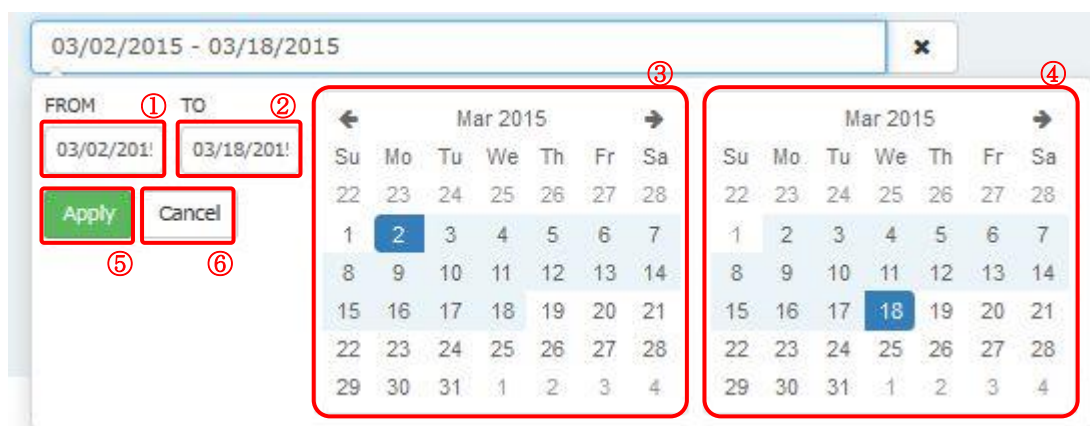 03/02/2015 - 03/18/2015 ✖
③ ④
FROM ① TO ②
03/02/201 03/18/201
Apply Cancel
⑤ ⑥
← Mar 2015 →
Su Mo Tu We Th Fr Sa
22 23 24 25 26 27 28
1 2 3 4 5 6 7
8 9 10 11 12 13 14
15 16 17 18 19 20 21
22 23 24 25 26 27 28
29 30 31 1 2 3 4
Mar 2015 →
Su Mo Tu We Th Fr Sa
22 23 24 25 26 27 28
1 2 3 4 5 6 7
8 9 10 11 12 13 14
15 16 17 18 19 20 21
22 23 24 25 26 27 28
29 30 31 1 2 3 4